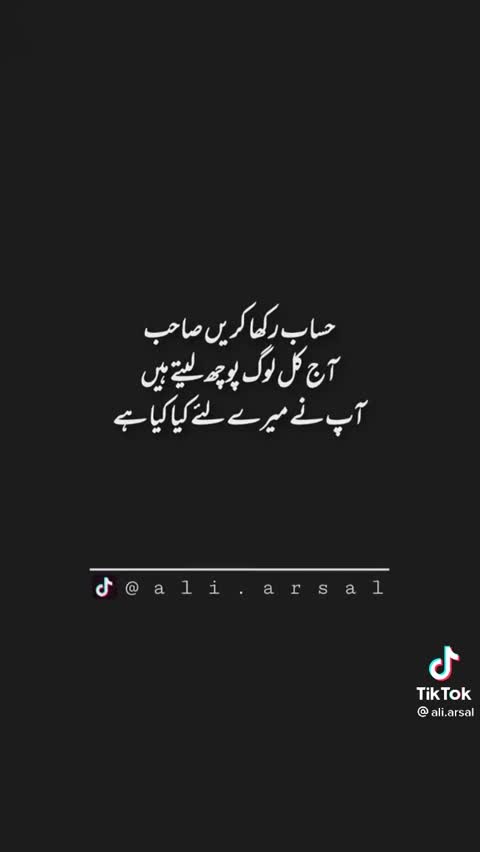 حساب رکھا کریں صاحب
آج کل لوگ پوچھ لیتے ہیں
آپ نے میرے لئے کیا کیا ہے
@ali.arsal
TikTok
@ali.arsal